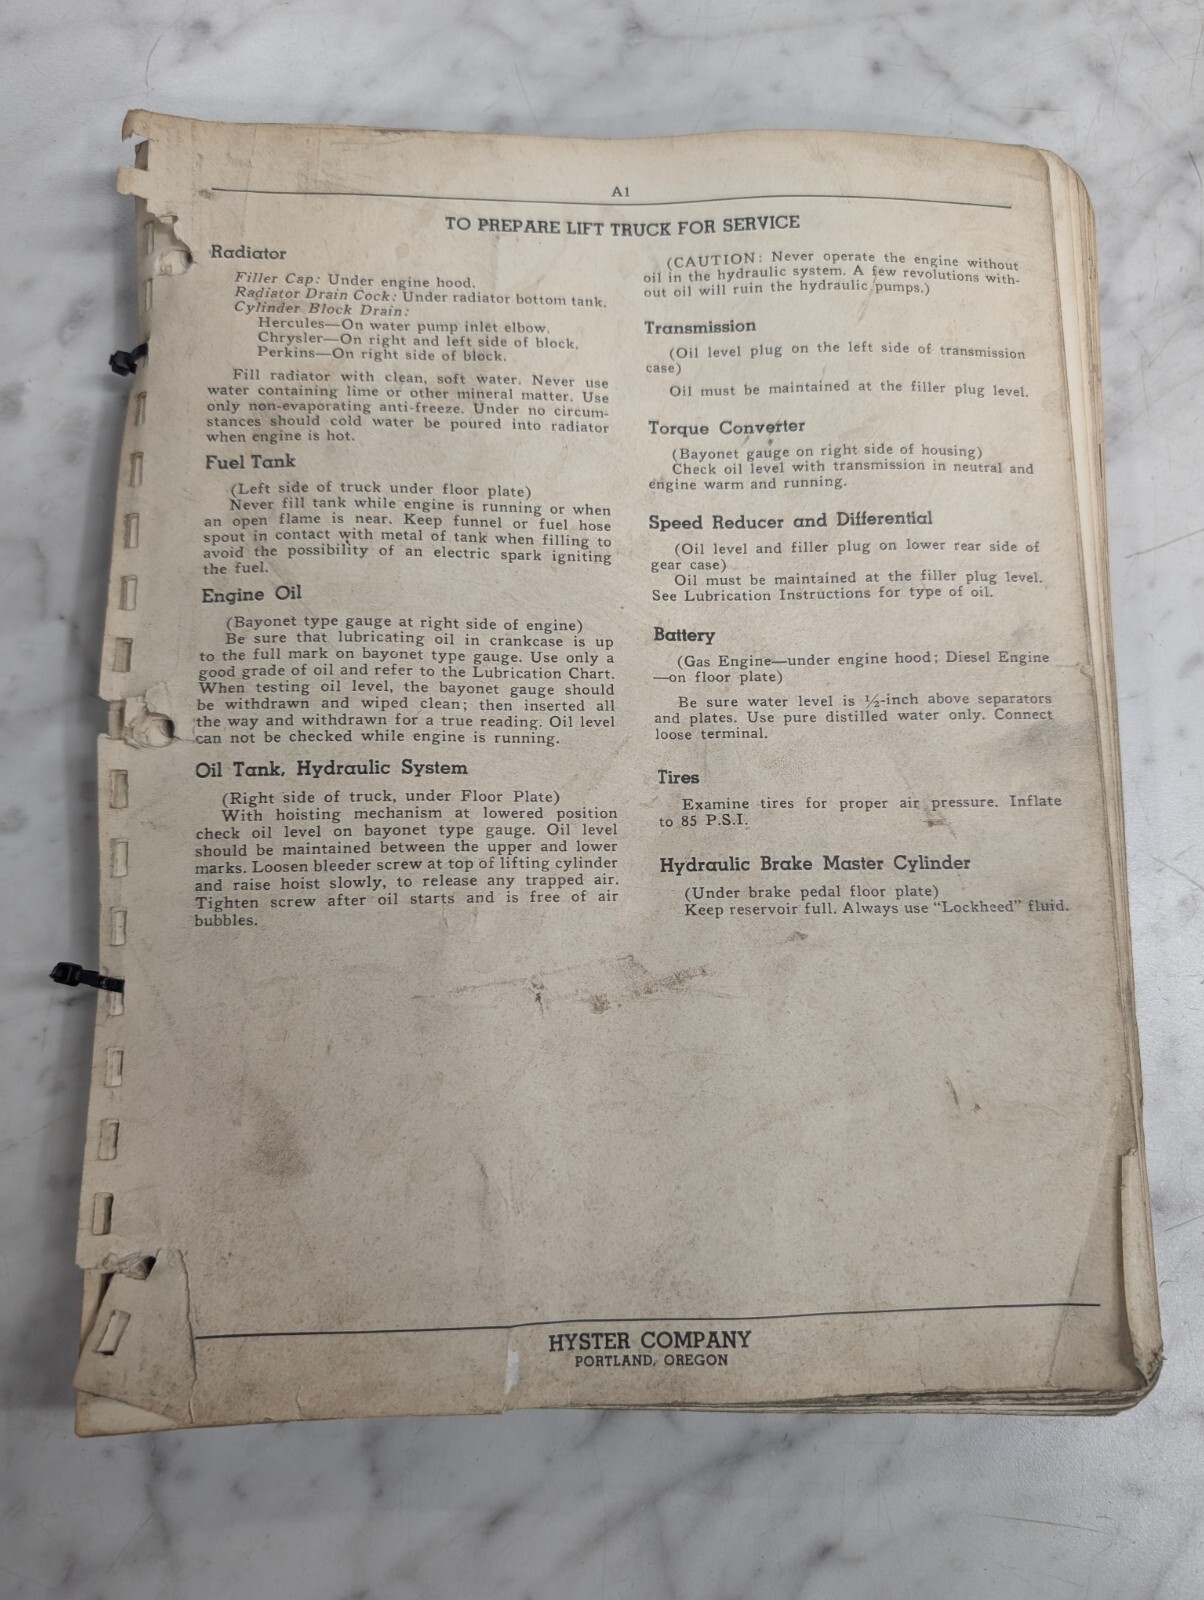 A1
TO PREPARE LIFT TRUCK FOR SERVICE
Radiator
Filler Cap: Under engine hood.
Radiator Drain Cock: Under radiator bottom tank.
Cylinder Block Drain:
Hercules—On water pump inlet elbow.
Chrysler—On right and left side of block.
Perkins—On right side of block.
Fill radiator with clean, soft water. Never use
water containing lime or other mineral matter. Use
only non-evaporating anti-freeze. Under no circum-
stances should cold water be poured into radiator
when engine is hot.
Fuel Tank
(Left side of truck under floor plate)
Never fill tank while engine is running or when
an open flame is near. Keep funnel or fuel hose
spout in contact with metal of tank when filling to
avoid the possibility of an electric spark igniting
the fuel.
Engine Oil
(Bayonet type gauge at right side of engine)
Be sure that lubricating oil in crankcase is up
to the full mark on bayonet type gauge. Use only a
good grade of oil and refer to the Lubrication Chart.
When testing oil level, the bayonet gauge should
be withdrawn and wiped clean; then inserted all
the way and withdrawn for a true reading. Oil level
can not be checked while engine is running.
Oil Tank, Hydraulic System
(Right side of truck, under Floor Plate)
With hoisting mechanism at lowered position
check oil level on bayonet type gauge. Oil level
should be maintained between the upper and lower
marks. Loosen bleeder screw at top of lifting cylinder
and raise hoist slowly, to release any trapped air.
Tighten screw after oil starts and is free of air
bubbles.
(CAUTION: Never operate the engine without
oil in the hydraulic system. A few revolutions with-
out oil will ruin the hydraulic pumps.)
Transmission
(Oil level plug on the left side of transmission
case)
Oil must be maintained at the filler plug level.
Torque Converter
(Bayonet gauge on right side of housing)
Check oil level with transmission in neutral and
engine warm and running.
Speed Reducer and Differential
(Oil level and filler plug on lower rear side of
gear case)
Oil must be maintained at the filler plug level.
See Lubrication Instructions for type of oil.
Battery
(Gas Engine—under engine hood; Diesel Engine
—on floor plate)
Be sure water level is ½-inch above separators
and plates. Use pure distilled water only. Connect
loose terminal.
Tires
Examine tires for proper air pressure. Inflate
to 85 P.S.I.
Hydraulic Brake Master Cylinder
(Under brake pedal floor plate)
Keep reservoir full. Always use "Lockheed" fluid.
HYSTER COMPANY
PORTLAND, OREGON